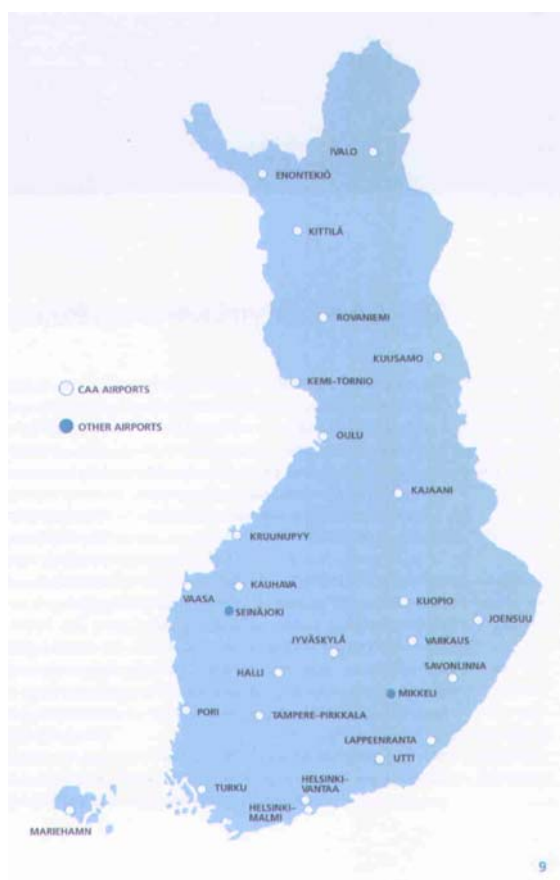 IVALO
ENONTEKIÖ
KITTILÄ
ROVANIEMI
KUUSAMO
CAA AIRPORTS
KEMI-TORNIO
OTHER AIRPORTS
OULU
KAJAANI
KRUUNUPYY
KAUHAVA
VAASA
KUOPIO
SEINÄJOKI
JOENSUU
JYVÄSKYLÄ
VARKAUS
SAVONLINNA
HALLI
MIKKELI
PORI
TAMPERE-PIRKKALA
LAPPEENRANTA
UTTI
HELSINKI-
VANTAA
TURKU
HELSINKI-
MALMI
MARIEHAMN
9